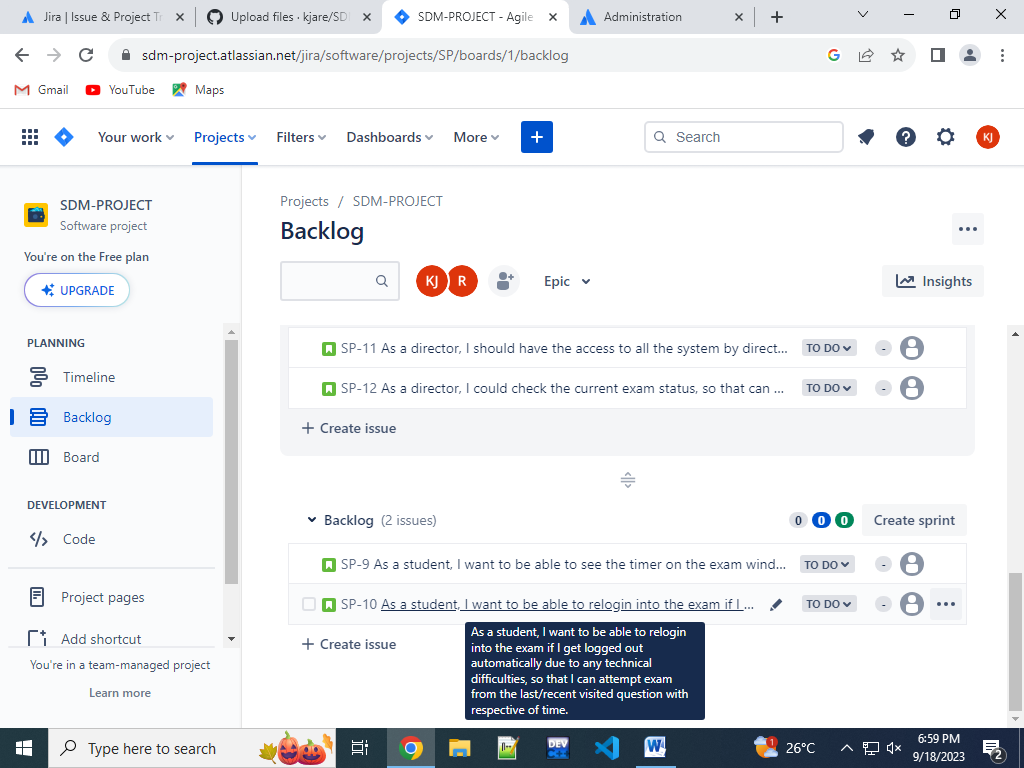 Jira | Issue & Project Tr
Upload files · kjare/SD
SDM-PROJECT - Agile
Administration
sdm-project.atlassian.net/jira/software/projects/SP/boards/1/backlog
Gmail
YouTube
Maps
Your work
Projects
Filters
Dashboards
More
Search
KJ
SDM-PROJECT
Software project
You're on the Free plan
UPGRADE
PLANNING
Timeline
Backlog
Board
DEVELOPMENT
Code
Project pages
Add shortcut
You're in a team-managed project
Learn more
Projects / SDM-PROJECT
Backlog
KJ
R
Epic
Insights
SP-11 As a director, I should have the access to all the system by direct... TO DO -
SP-12 As a director, I could check the current exam status, so that can ... TO DO -
+ Create issue
Backlog (2 issues) 0 0 0 Create sprint
SP-9 As a student, I want to be able to see the timer on the exam wind... TO DO -
SP-10 As a student, I want to be able to relogin into the exam if I ... TO DO -
+ Create issue
As a student, I want to be able to relogin
into the exam if I get logged out
automatically due to any technical
difficulties, so that I can attempt exam
from the last/recent visited question with
respective of time.
Type here to search
DEV
W
1
26°C
6:59 PM
9/18/2023
2